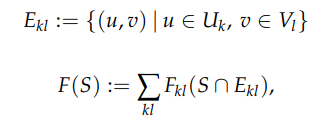 E_{kl} := {(u, v) | u ∈ U_k, v ∈ V_l}
F(S) := ∑_{kl} F_{kl}(S ∩ E_{kl}),